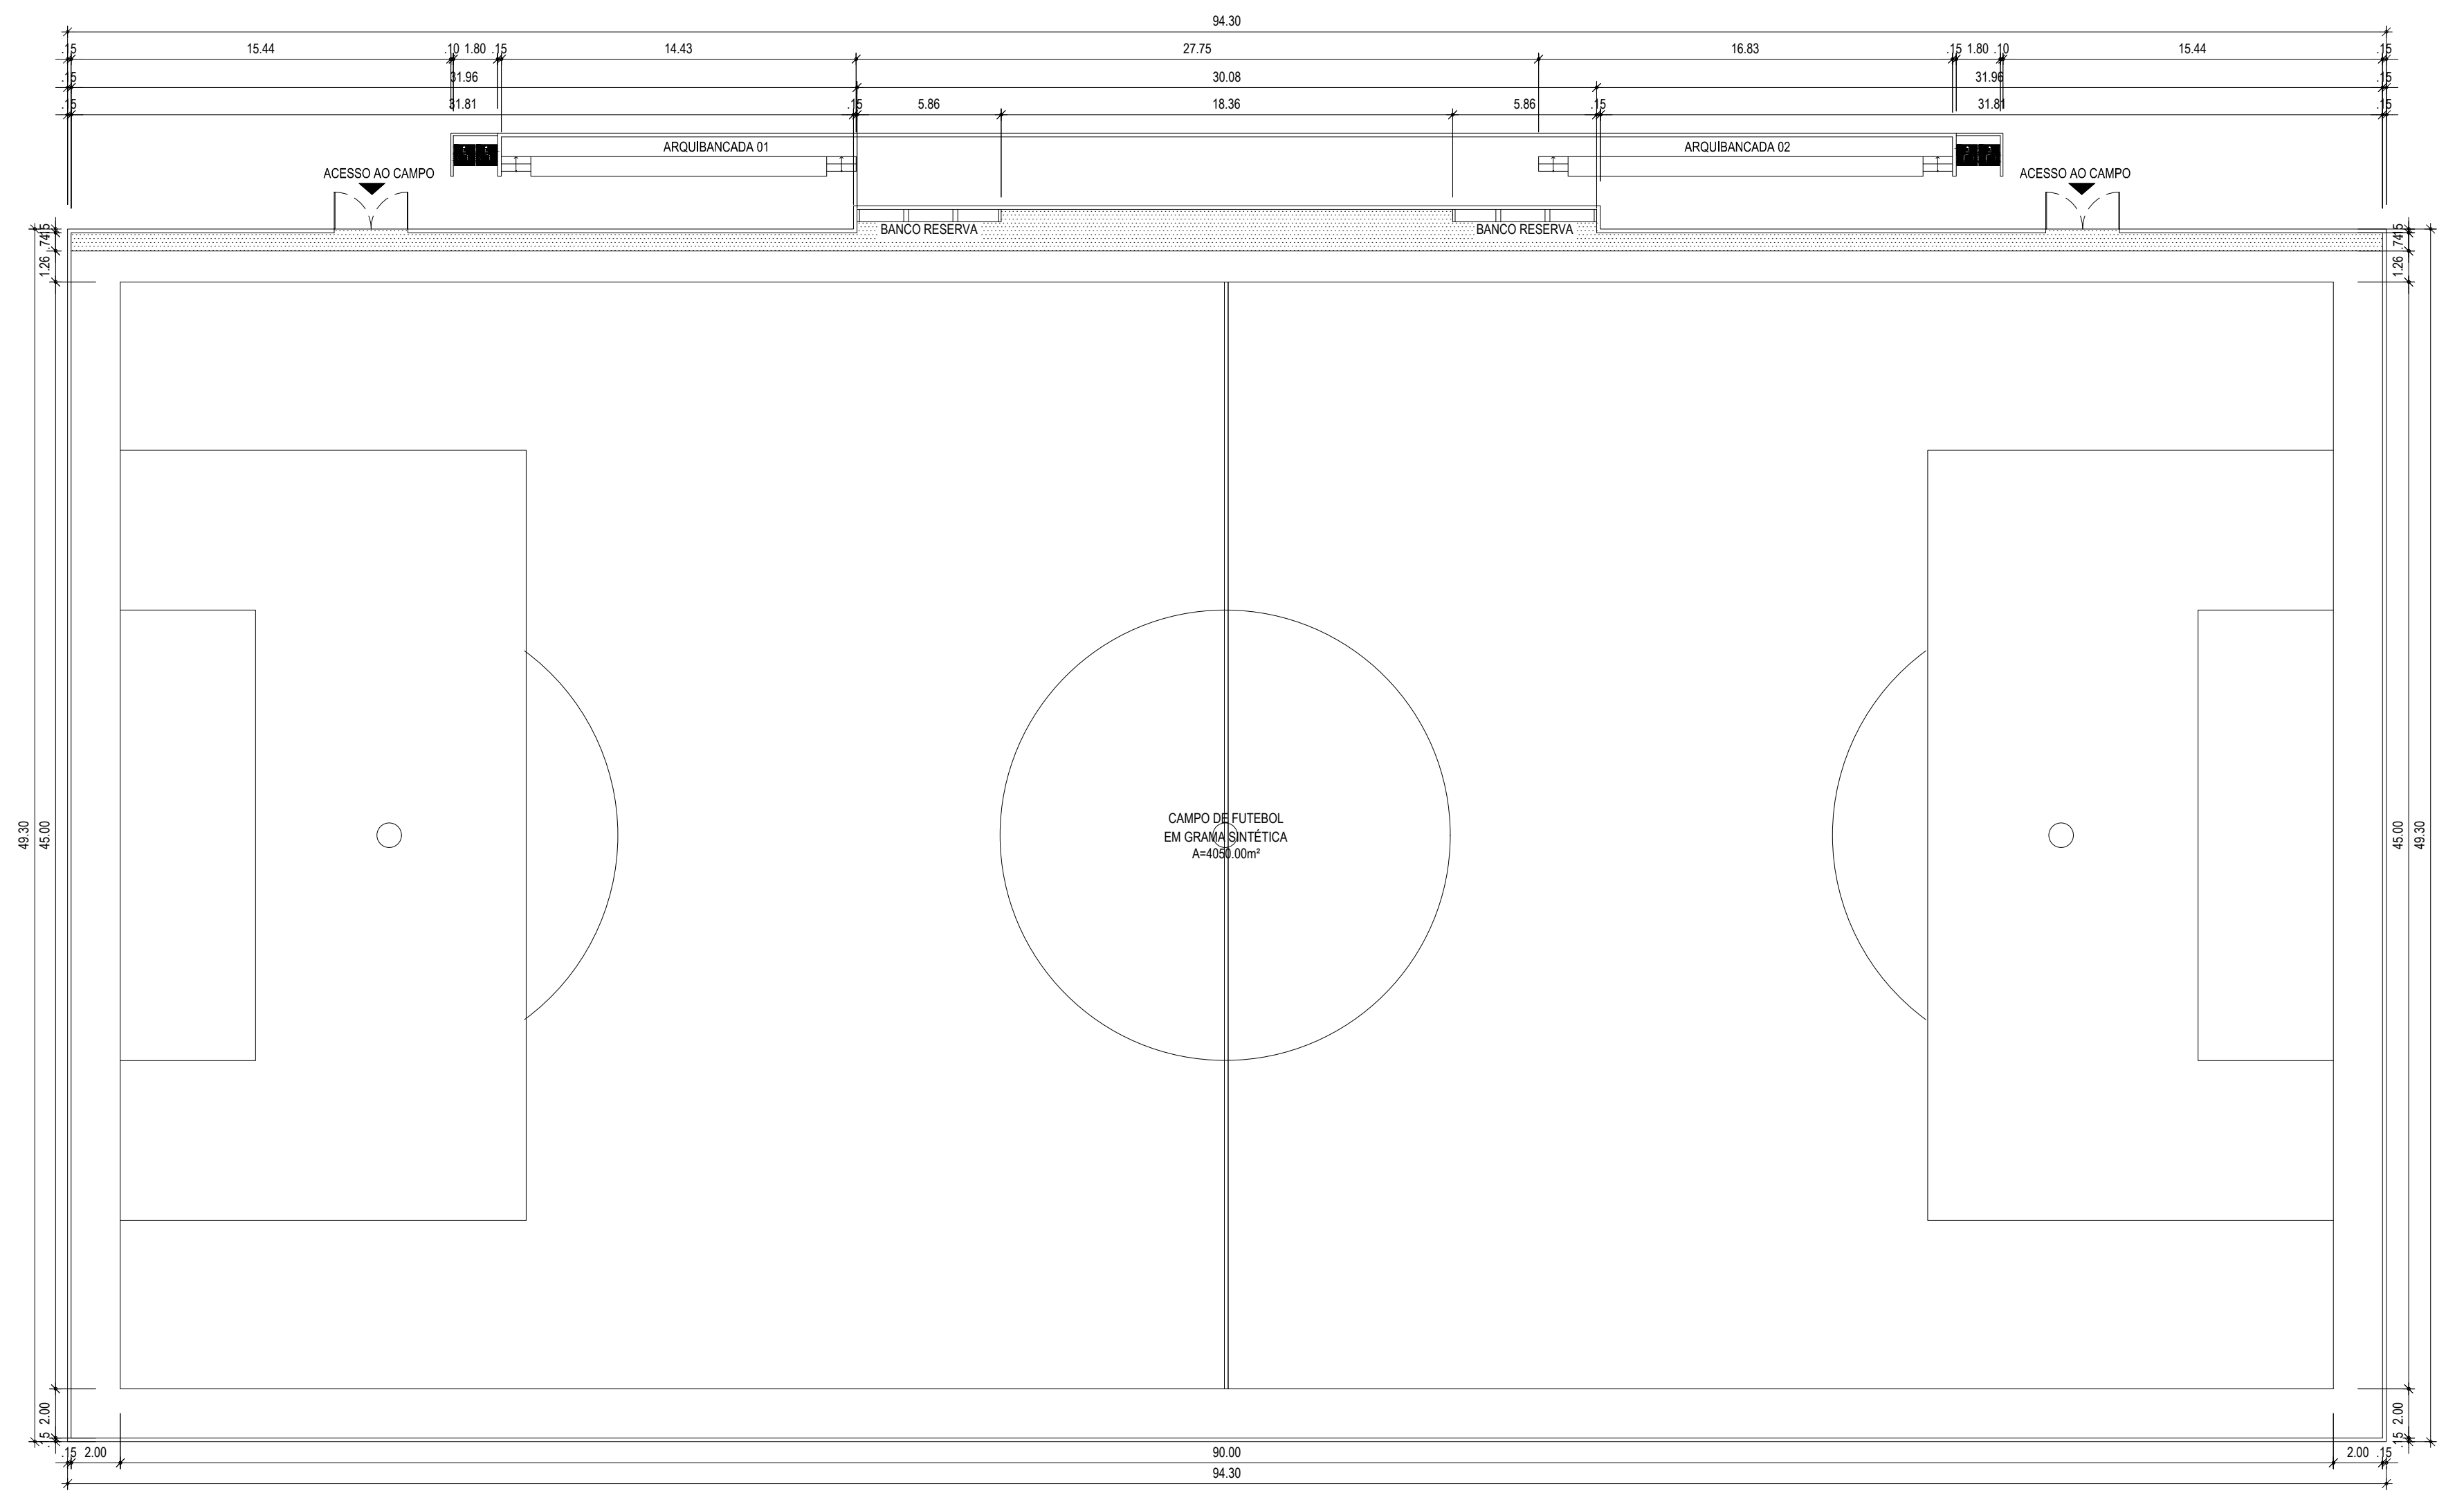 94.30
.15 15.44 .10 1.80 .15 14.43 27.75 16.83 .15 1.80 .10 15.44 .15
.15 31.96 30.08 31.96 .15
.15 31.81 .15 5.86 18.36 5.86 .15 31.81 .15
ARQUIBANCADA 01 ARQUIBANCADA 02
ACESSO AO CAMPO ACESSO AO CAMPO
BANCO RESERVA BANCO RESERVA
.15 .15
.74 .74
1.26 1.26
CAMPO DE FUTEBOL
EM GRAMA SINTÉTICA
A=4050.00m²
49.30 45.00 45.00 49.30
2.00 2.00
.15 .15
.15 2.00 90.00 2.00 .15
94.30